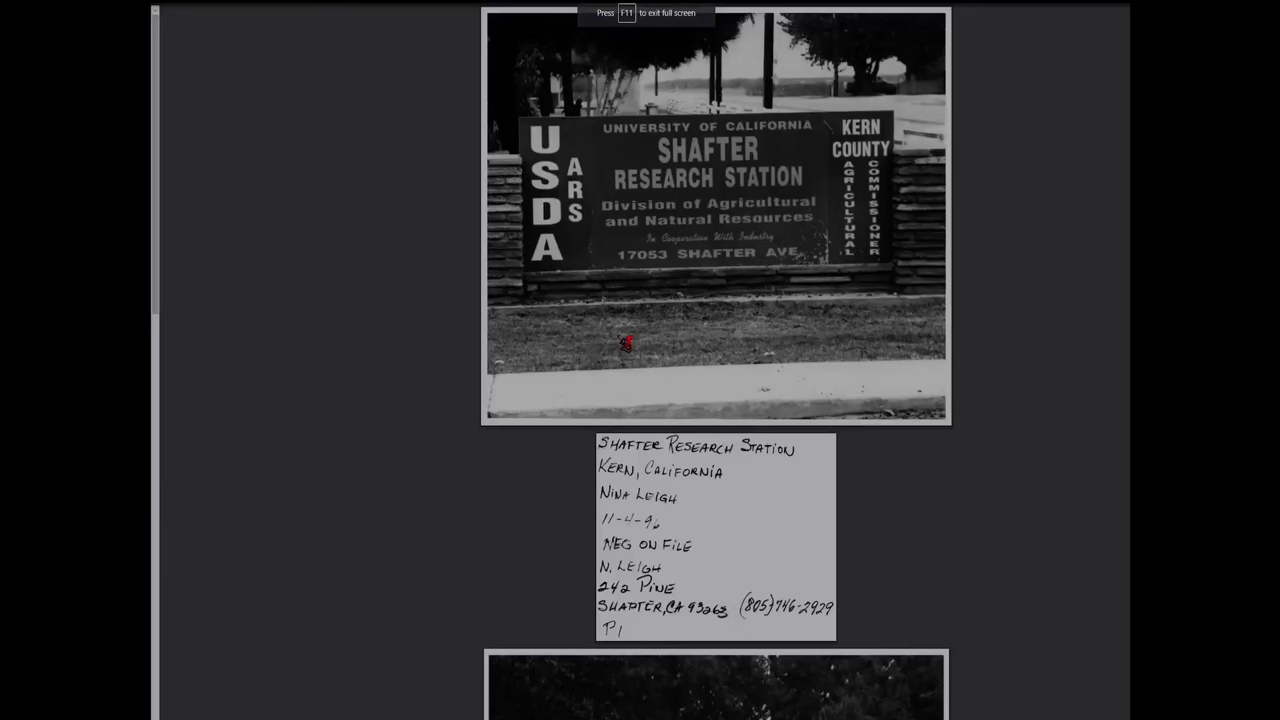 Press F11 to exit full screen
USDA
ARS
UNIVERSITY OF CALIFORNIA
SHAFTER
RESEARCH STATION
Division of Agricultural
and Natural Resources
In Cooperation With Industry
17053 SHAFTER AVE.
KERN
COUNTY
AGRICULTURAL
COMMISSIONER
SHAFTER RESEARCH STATION
KERN, CALIFORNIA
NINA LEIGH
11-4-96
NEG ON FILE
N. LEIGH
242 PINE
SHAFTER, CA 93263 (805) 746-2929
P1